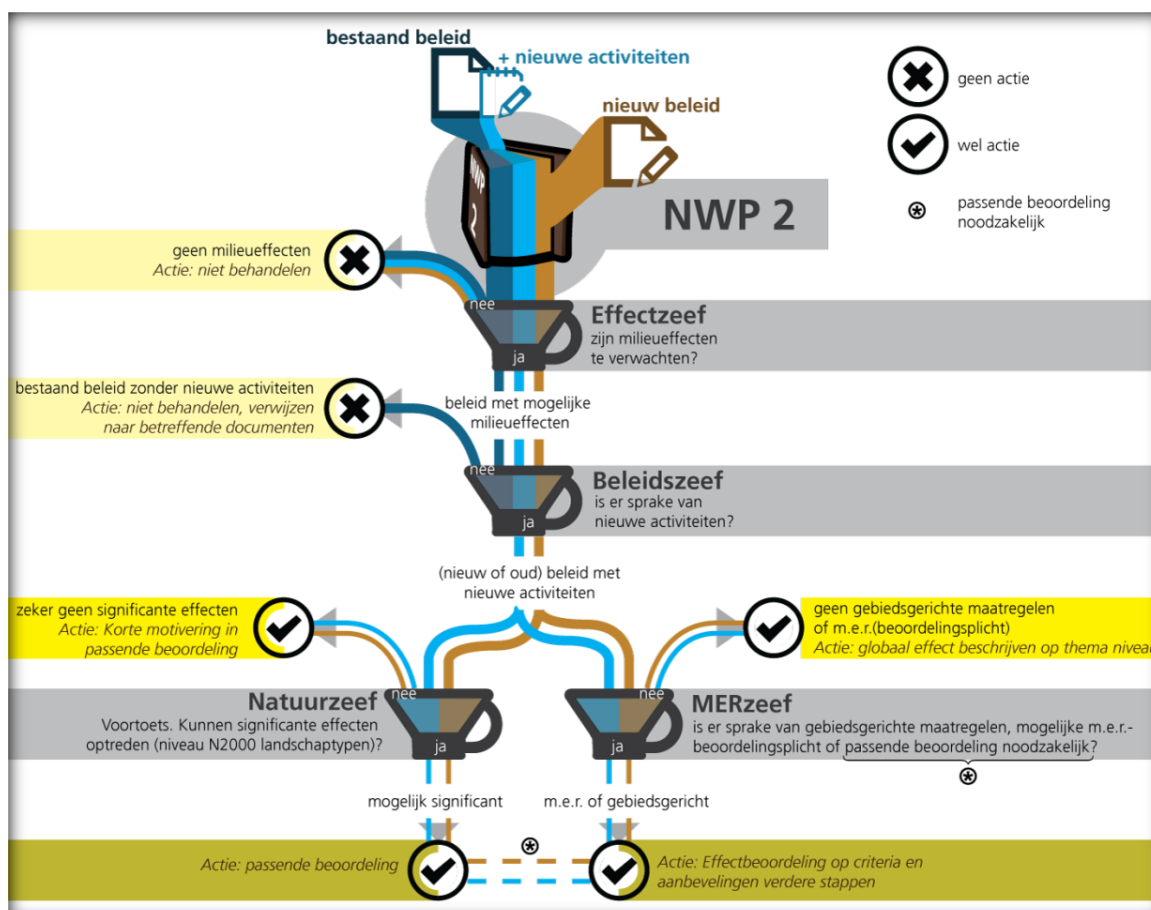 bestaand beleid
+ nieuwe activiteiten
nieuw beleid
geen actie
wel actie
passende beoordeling
noodzakelijk
NWP
2
NWP 2
geen milieueffecten
Actie: niet behandelen
nee
ja
Effectzeef
zijn milieueffecten
te verwachten?
bestaand beleid zonder nieuwe activiteiten
Actie: niet behandelen, verwijzen
naar betreffende documenten
beleid met mogelijke
milieueffecten
nee
ja
Beleidszeef
is er sprake van
nieuwe activiteiten?
(nieuw of oud) beleid met
nieuwe activiteiten
zeker geen significante effecten
Actie: Korte motivering in
passende beoordeling
geen gebiedsgerichte maatregelen
of m.e.r.(beoordelingsplicht)
Actie: globaal effect beschrijven op thema niveau
Natuurzeef
Voortoets. Kunnen significante effecten
optreden (niveau N2000 landschaptypen)?
nee
ja
nee
ja
MERzeef
is er sprake van gebiedsgerichte maatregelen, mogelijke m.e.r.-
beoordelingsplicht of passende beoordeling noodzakelijk?
mogelijk significant
m.e.r. of gebiedsgericht
Actie: passende beoordeling
Actie: Effectbeoordeling op criteria en
aanbevelingen verdere stappen